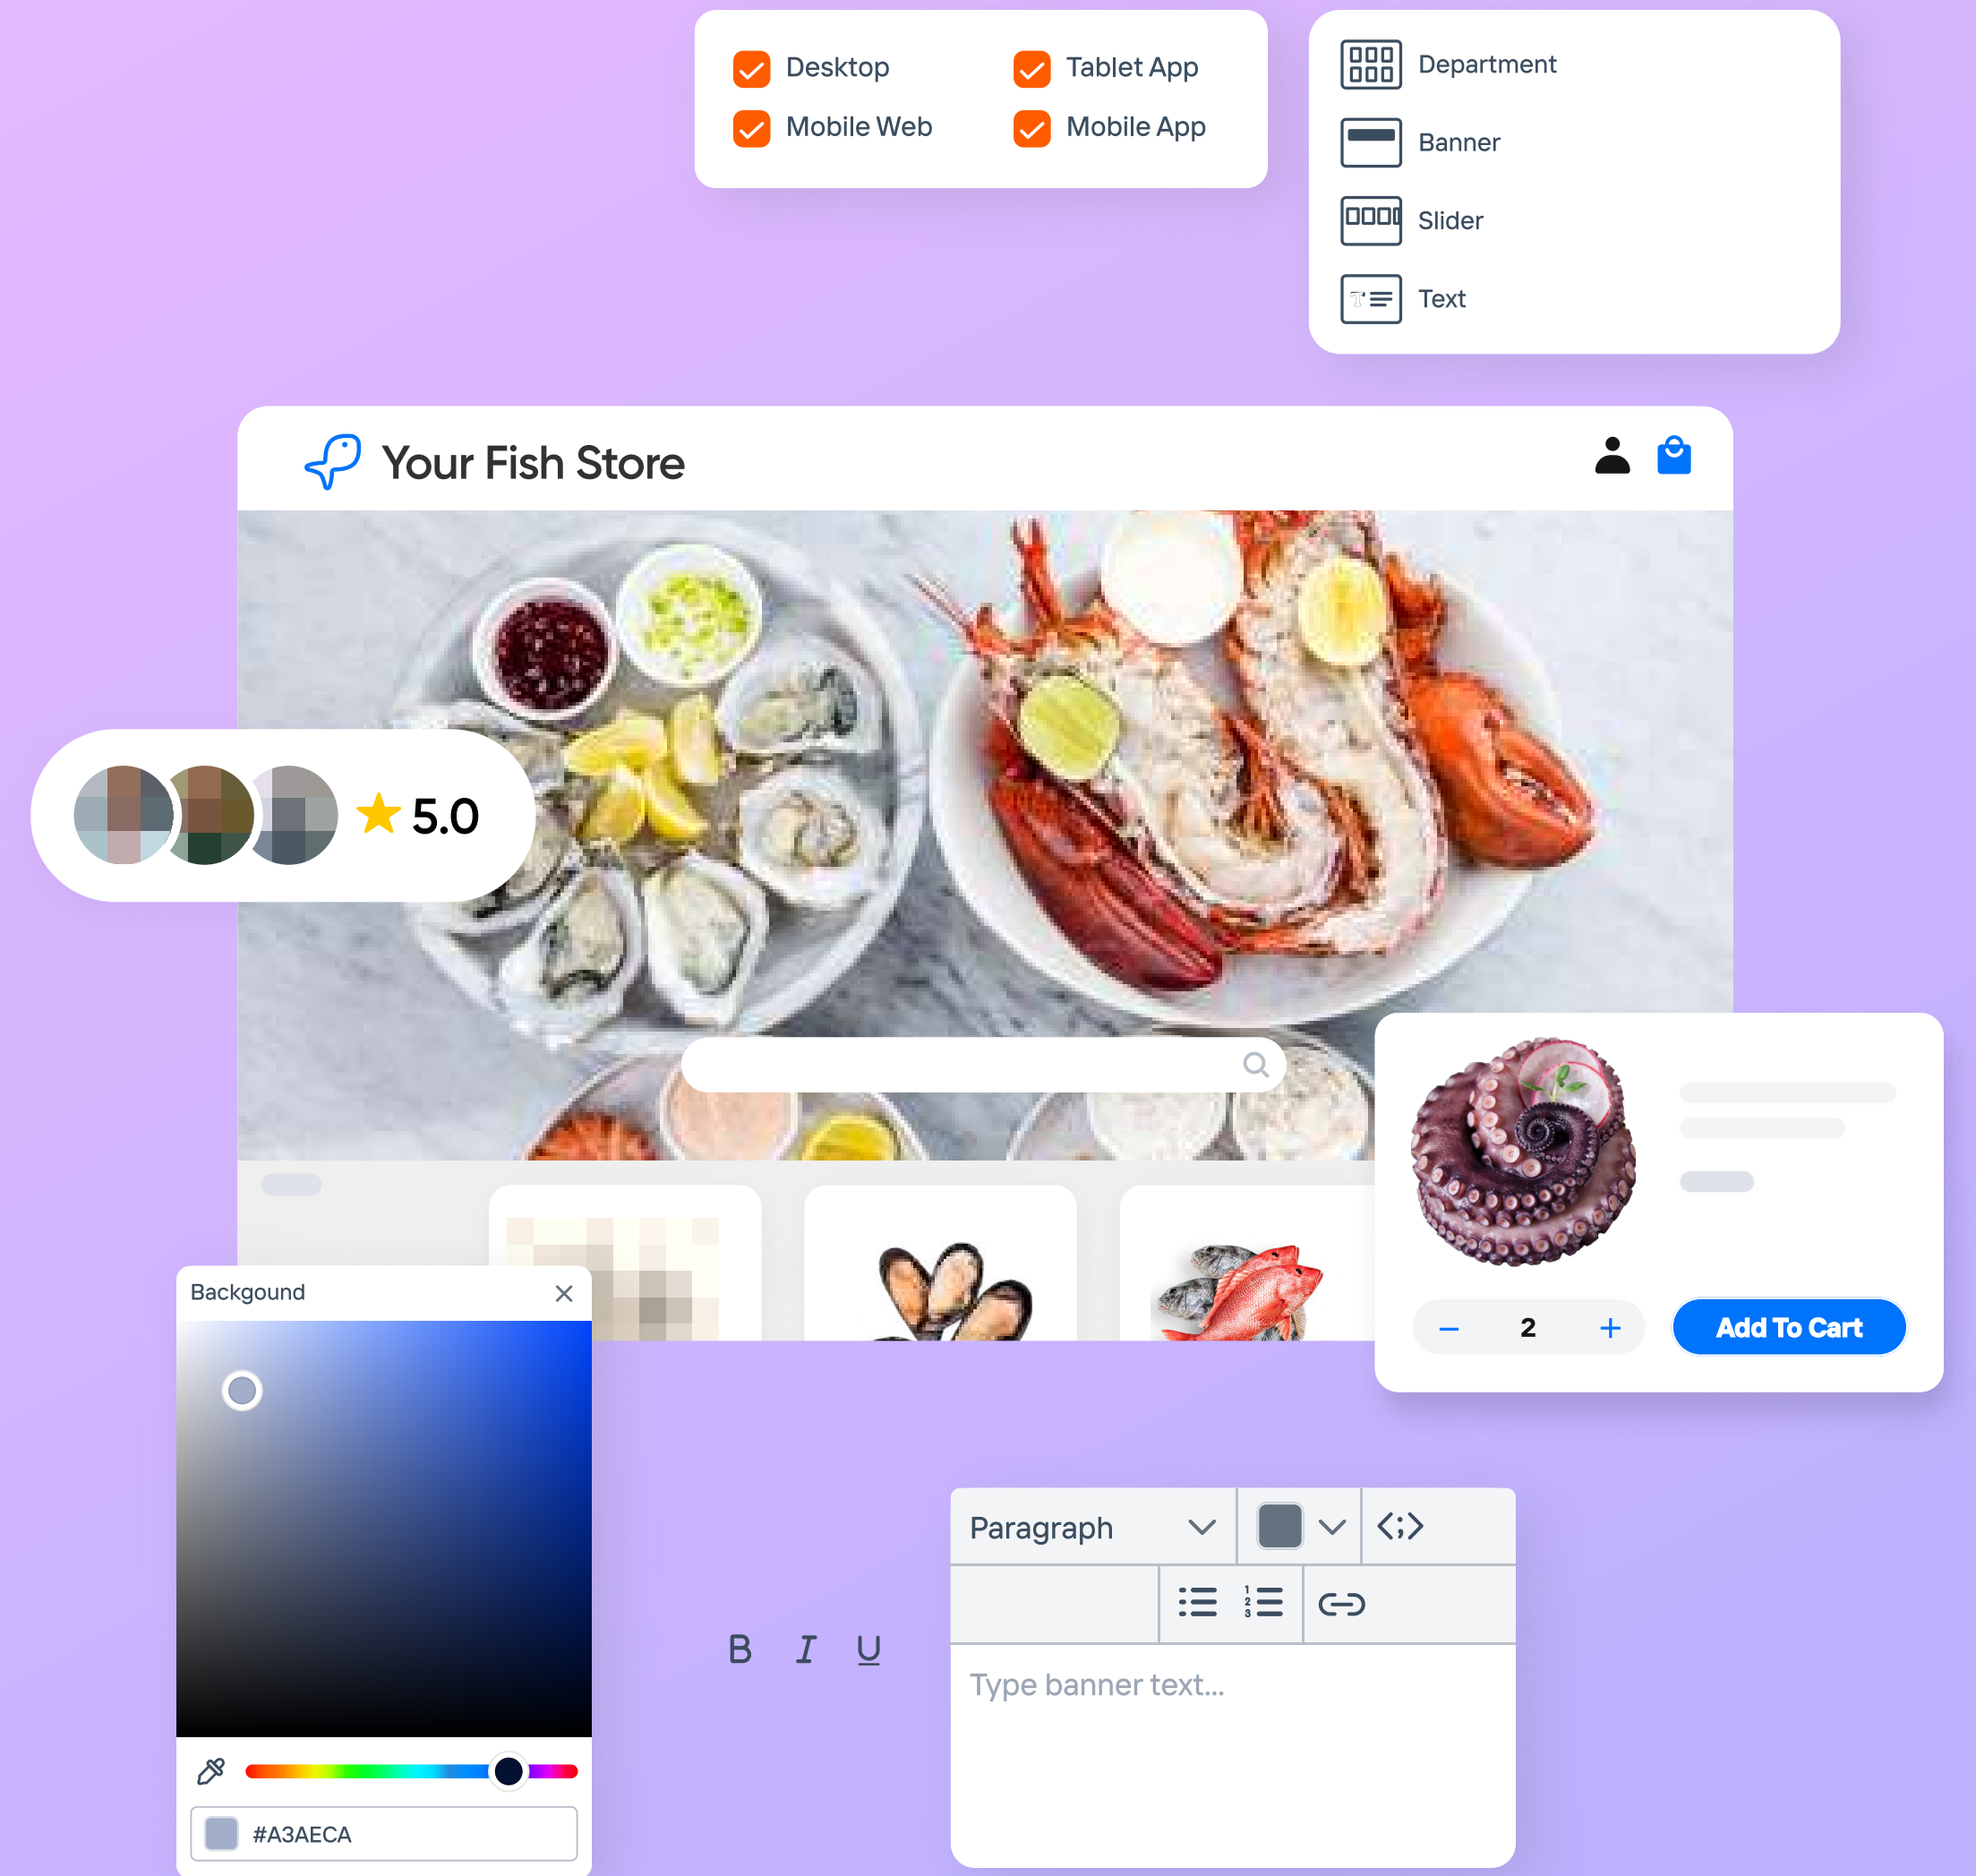 Desktop
Tablet App
Mobile Web
Mobile App
Department
Banner
Slider
Text
Your Fish Store
5.0
2
Add To Cart
Backgound
#A3AECA
Paragraph
B I U
Type banner text...